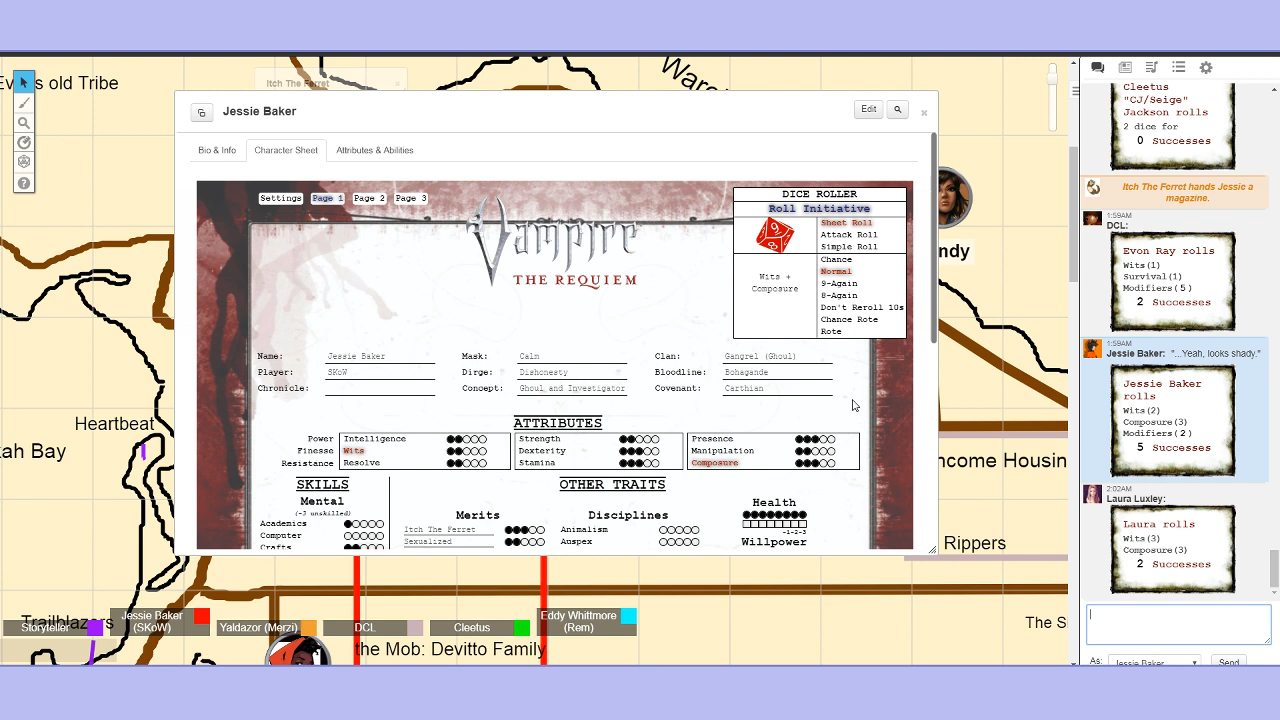 Ev
s old Tribe
Itch The Ferret
Ware
Jessie Baker
Edit
Bio & Info
Character Sheet
Attributes & Abilities
Settings
Page 1
Page 2
Page 3
Vampire
THE REQUIEM
DICE ROLLER
Roll Initiative
Sheet Roll
Attack Roll
Simple Roll
Wits +
Composure
Chance
Normal
9-Again
8-Again
Don't Reroll 10s
Chance Rote
Rote
Name: Jessie Baker
Mask: Calm
Clan: Gangrel (Ghoul)
Player: SKoW
Dirge: Dishonesty
Bloodline: Bohagande
Chronicle:
Concept: Ghoul and Investigator
Covenant: Carthian
ATTRIBUTES
Power Intelligence Strength Presence
Finesse Wits Dexterity Manipulation
Resistance Resolve Stamina Composure
SKILLS
OTHER TRAITS
Mental
(-3 unskilled)
Academics
Computer
Crafts
Merits
Itch The Ferret
Sexualized
Disciplines
Animalism
Auspex
Health
-1-2-3
Willpower
ndy
Heartbeat
kah Bay
ncome Housin
Rippers
Trailblazers
The S
the Mob: Devitto Family
Storyteller
Jessie Baker
(SKoW)
Yaldazor (Merzi)
DCL
Cleetus
Eddy Whittmore
(Rem)
Cleetus
"CJ/Seige"
Jackson rolls
2 dice for
0 Successes
Itch The Ferret hands Jessie a
magazine.
1:59AM
DCL:
Evon Ray rolls
Wits(1)
Survival(1)
Modifiers(5)
2 Successes
1:59AM
Jessie Baker: "...Yeah, looks shady."
Jessie Baker
rolls
Wits(2)
Composure(3)
Modifiers(2)
5 Successes
2:02AM
Laura Luxley:
Laura rolls
Wits(3)
Composure(3)
2 Successes
As:
Jessie Baker
Send